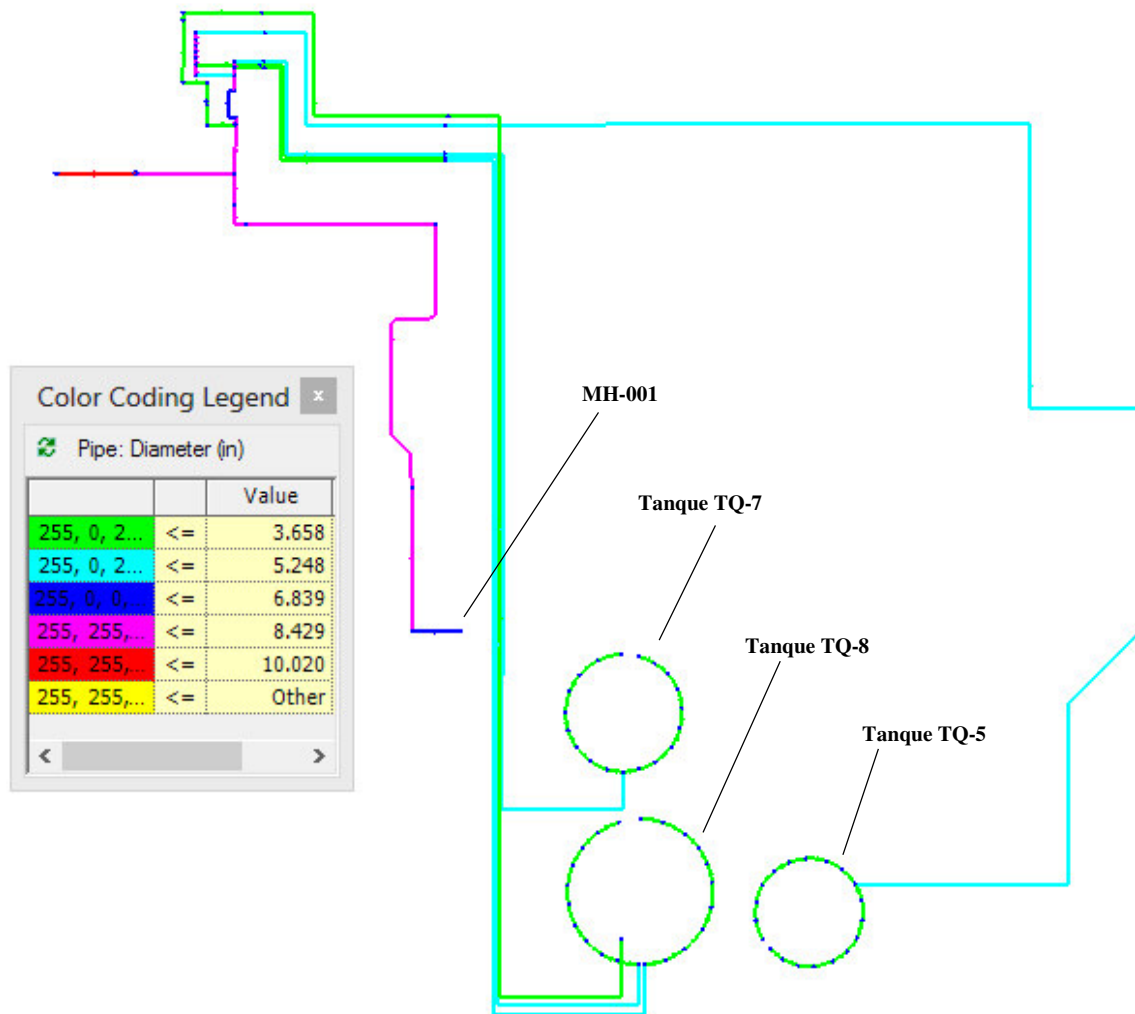 Color Coding Legend x
Pipe: Diameter (in)
Value
255, 0, 2... <= 3.658
255, 0, 2... <= 5.248
255, 0, 0,... <= 6.839
255, 255,... <= 8.429
255, 255,... <= 10.020
255, 255,... <= Other
MH-001
Tanque TQ-7
Tanque TQ-8
Tanque TQ-5